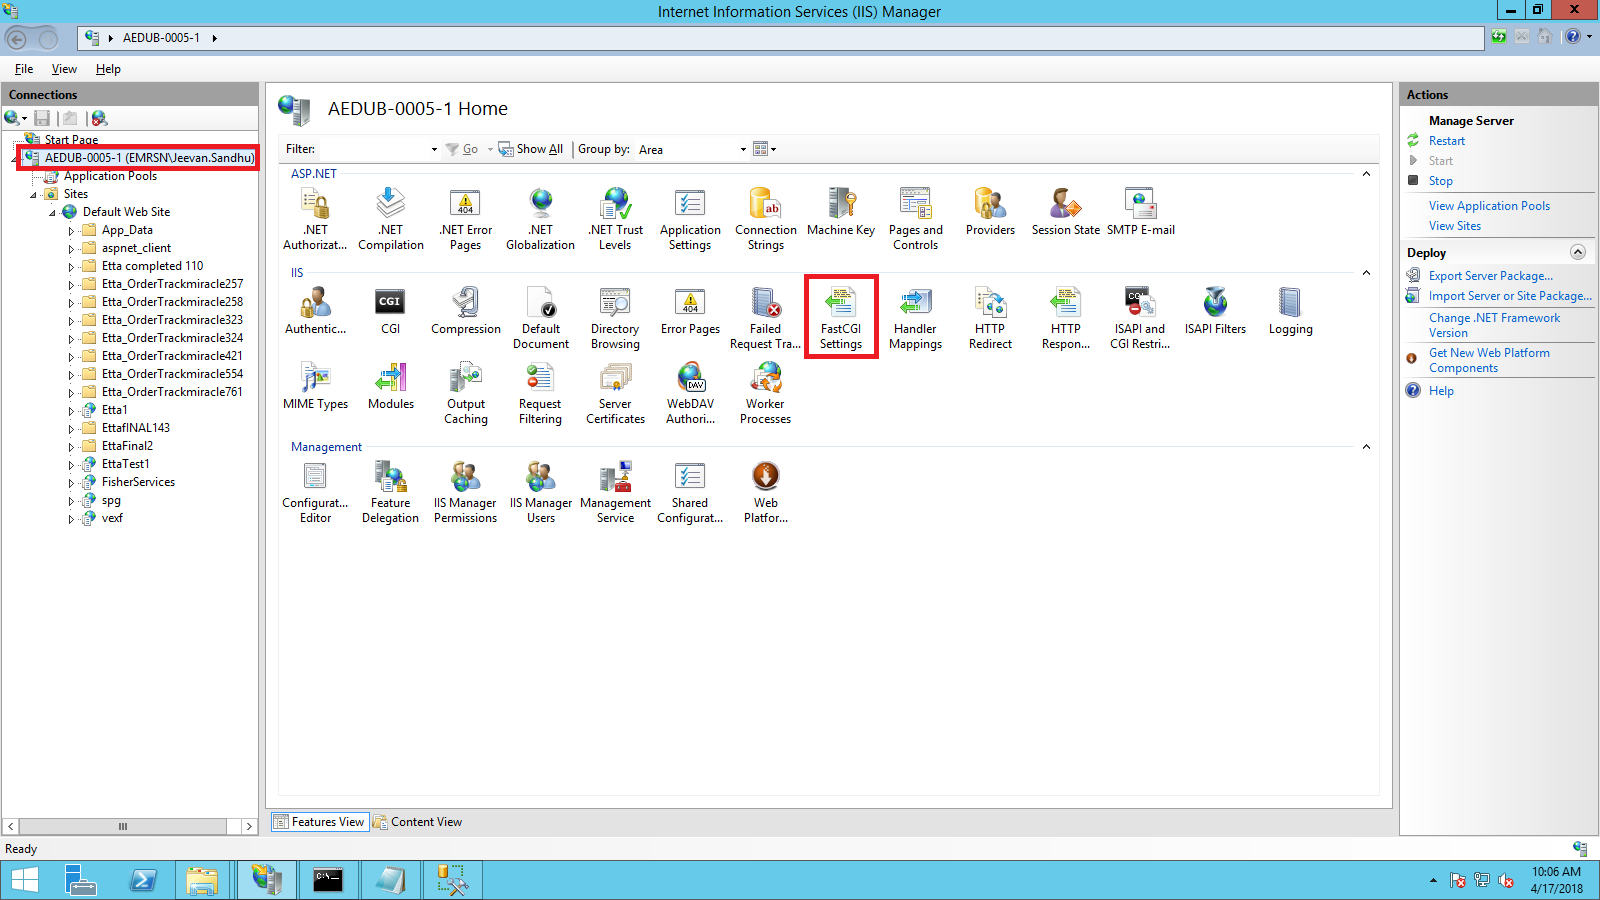 Internet Information Services (IIS) Manager
AEDUB-0005-1
File View Help
Connections
Start Page
AEDUB-0005-1 (EMRSN\Jeevan.Sandhu)
Application Pools
Sites
Default Web Site
App_Data
aspnet_client
Etta completed 110
Etta_OrderTrackmiracle257
Etta_OrderTrackmiracle258
Etta_OrderTrackmiracle323
Etta_OrderTrackmiracle324
Etta_OrderTrackmiracle421
Etta_OrderTrackmiracle554
Etta_OrderTrackmiracle761
Etta1
EttafINAL143
EttaFinal2
EttaTest1
FisherServices
spg
vexf
AEDUB-0005-1 Home
Filter: Go Show All Group by: Area
ASP.NET
.NET Authorizat...
.NET Compilation
.NET Error Pages
.NET Globalization
.NET Trust Levels
Application Settings
Connection Strings
Machine Key
Pages and Controls
Providers
Session State
SMTP E-mail
IIS
Authentic...
CGI
Compression
Default Document
Directory Browsing
Error Pages
Failed Request Tra...
FastCGI Settings
Handler Mappings
HTTP Redirect
HTTP Respon...
ISAPI and CGI Restri...
ISAPI Filters
Logging
MIME Types
Modules
Output Caching
Request Filtering
Server Certificates
WebDAV Authori...
Worker Processes
Management
Configurat... Editor
Feature Delegation
IIS Manager Permissions
IIS Manager Users
Management Service
Shared Configurat...
Web Platfor...
Features View Content View
Actions
Manage Server
Restart
Start
Stop
View Application Pools
View Sites
Deploy
Export Server Package...
Import Server or Site Package...
Change .NET Framework
Version
Get New Web Platform
Components
Help
Ready
10:06 AM
4/17/2018